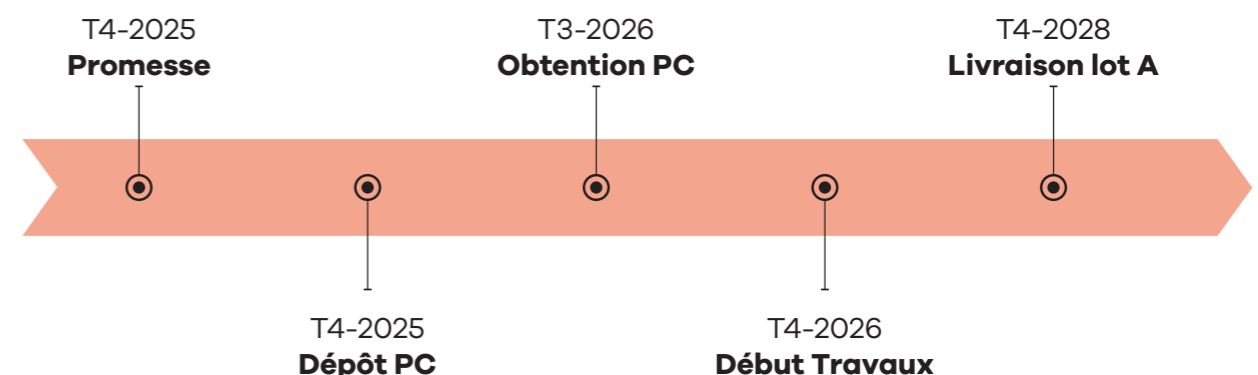 T4-2025
Promesse
T3-2026
Obtention PC
T4-2028
Livraison lot A
T4-2025
Dépôt PC
T4-2026
Début Travaux